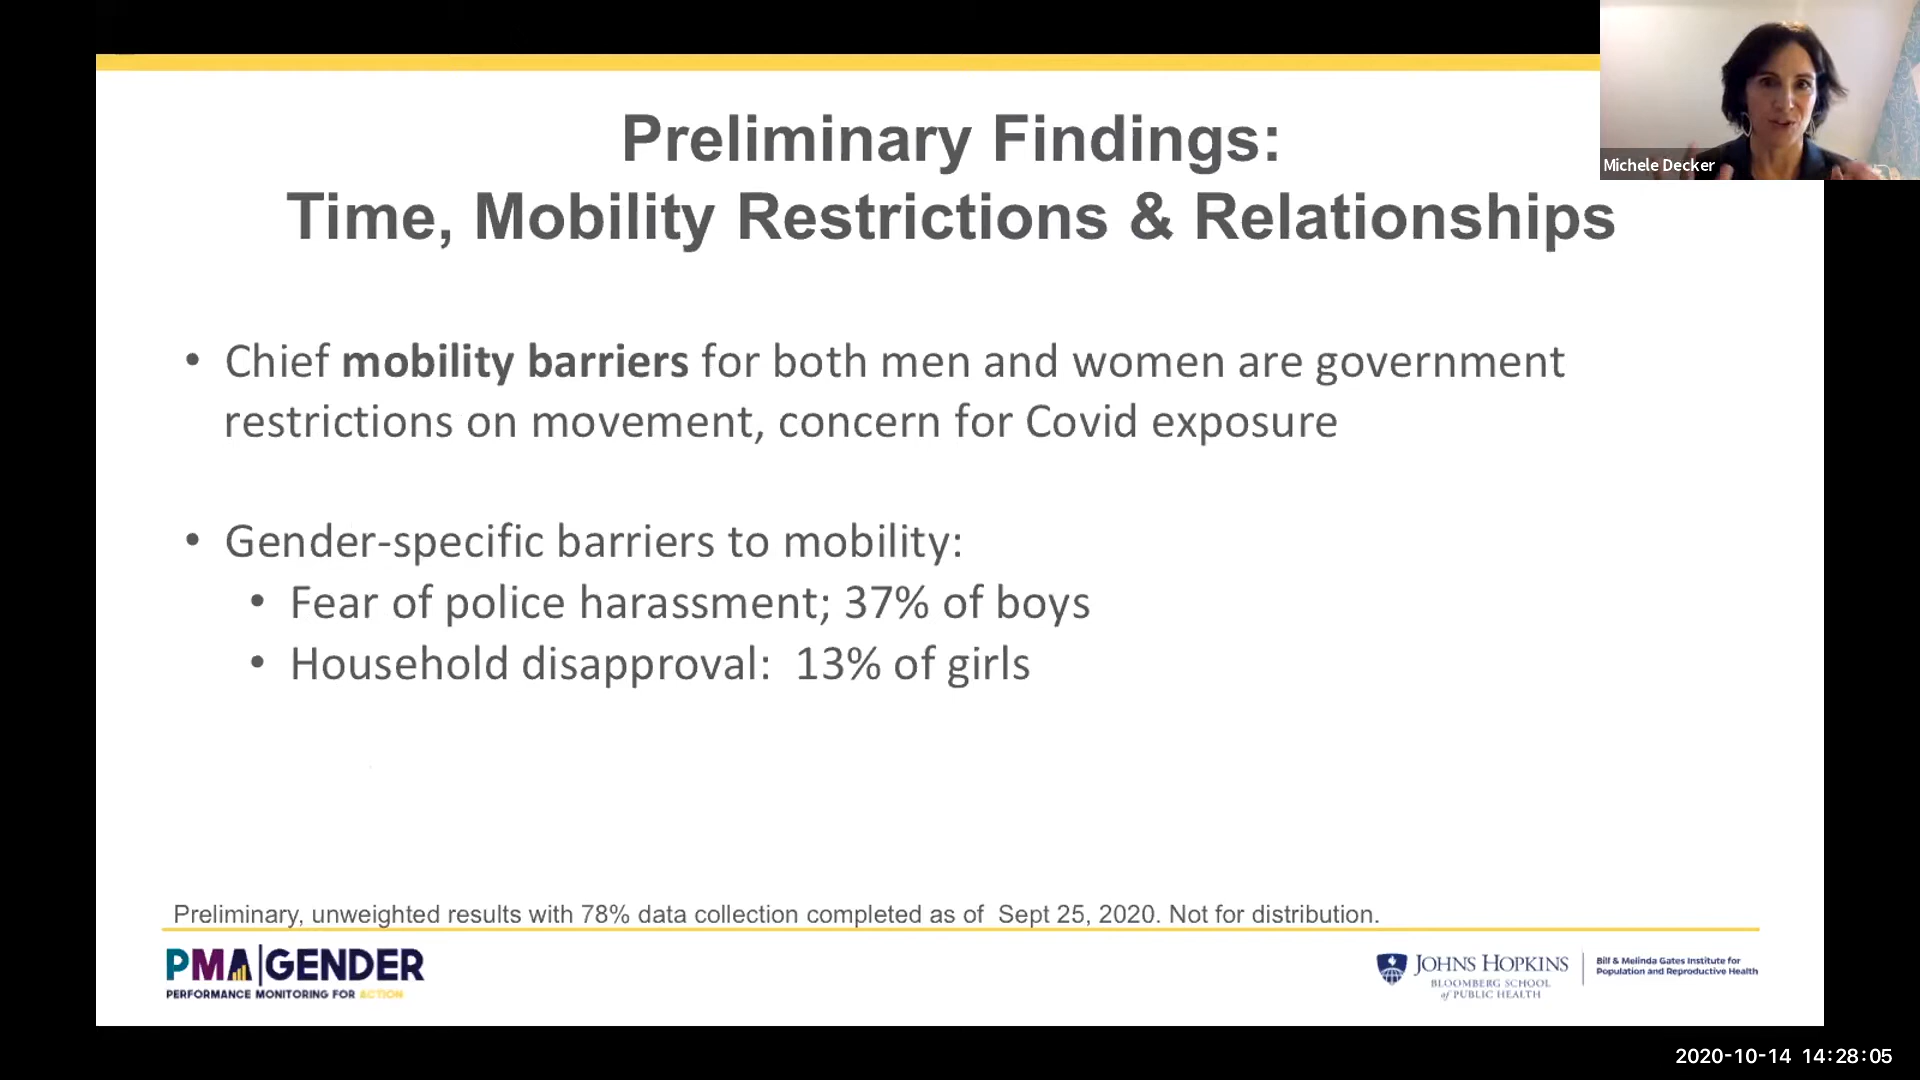 Preliminary Findings:
Time, Mobility Restrictions & Relationships
Michele Decker
• Chief mobility barriers for both men and women are government
restrictions on movement, concern for Covid exposure
• Gender-specific barriers to mobility:
• Fear of police harassment; 37% of boys
• Household disapproval:  13% of girls
Preliminary, unweighted results with 78% data collection completed as of  Sept 25, 2020. Not for distribution.
PMA|GENDER
PERFORMANCE MONITORING FOR ACTION
JOHNS HOPKINS
BLOOMBERG SCHOOL
of PUBLIC HEALTH
Bill & Melinda Gates Institute for
Population and Reproductive Health
2020-10-14 14:28:05